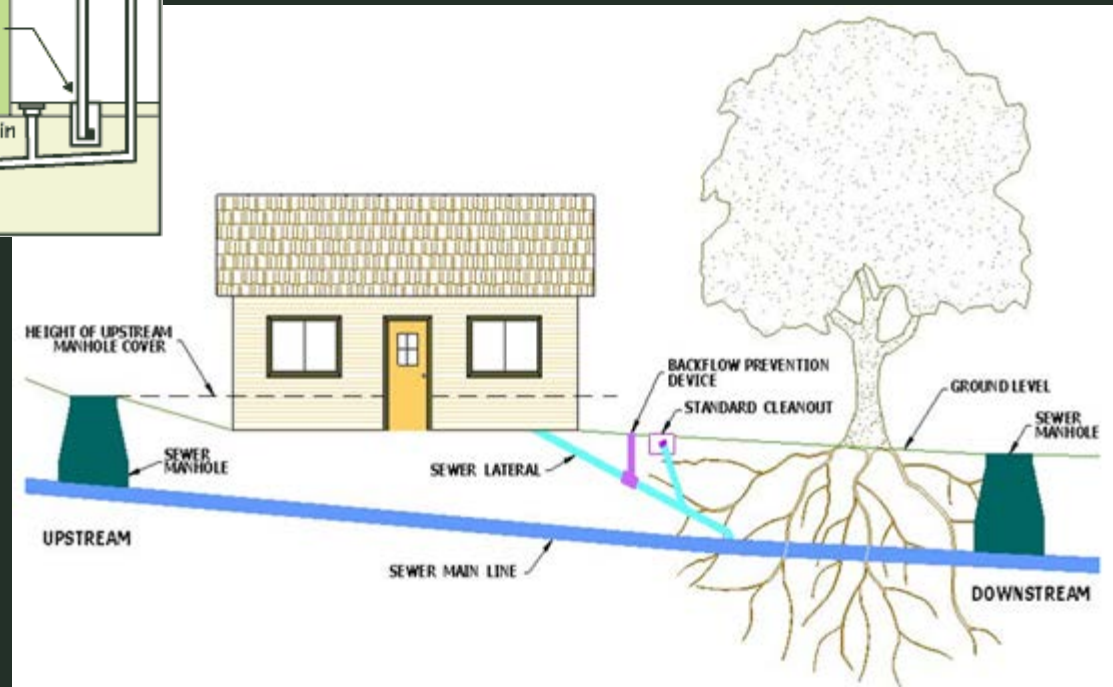 in
HEIGHT OF UPSTREAM
MANHOLE COVER
BACKFLOW PREVENTION
DEVICE
GROUND LEVEL
STANDARD CLEANOUT
SEWER
MANHOLE
SEWER
MANHOLE
SEWER LATERAL
UPSTREAM
SEWER MAIN LINE
DOWNSTREAM